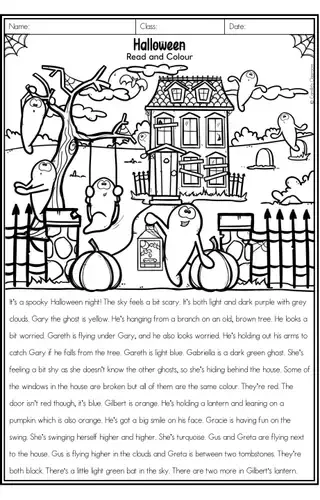 Name:
Class:
Date:
Halloween
Read and Colour
It's a spooky Halloween night! The sky feels a bit scary. It's both light and dark purple with grey
clouds. Gary the ghost is yellow. He's hanging from a branch on an old, brown tree. He looks a
bit worried. Gareth is flying under Gary, and he also looks worried. He's holding out his arms to
catch Gary if he falls from the tree. Gareth is light blue. Gabriella is a dark green ghost. She's
feeling a bit shy as she doesn't know the other ghosts, so she's hiding behind the house. Some of
the windows in the house are broken but all of them are the same colour. They're red. The
door isn't red though, it's blue. Gilbert is orange. He's holding a lantern and leaning on a
pumpkin which is also orange. He's got a big smile on his face. Gracie is having fun on the
swing. She's swinging herself higher and higher. She's turquoise. Gus and Greta are flying next
to the house. Gus is flying higher in the clouds and Greta is between two tombstones. They're
both black. There's a little light green bat in the sky. There are two more in Gilbert's lantern.